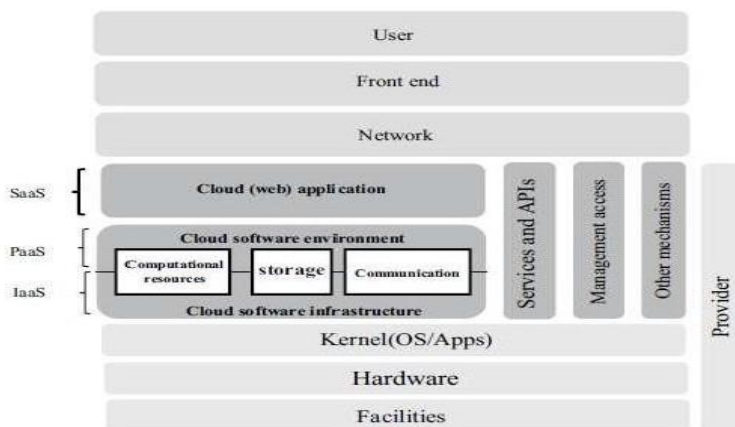 User
Front end
Network
SaaS
Cloud (web) application
PaaS
Cloud software environment
IaaS
Computational
resources
storage
Communication
Cloud software infrastructure
Services and APIs
Management access
Other mechanisms
Provider
Kernel(OS/Apps)
Hardware
Facilities